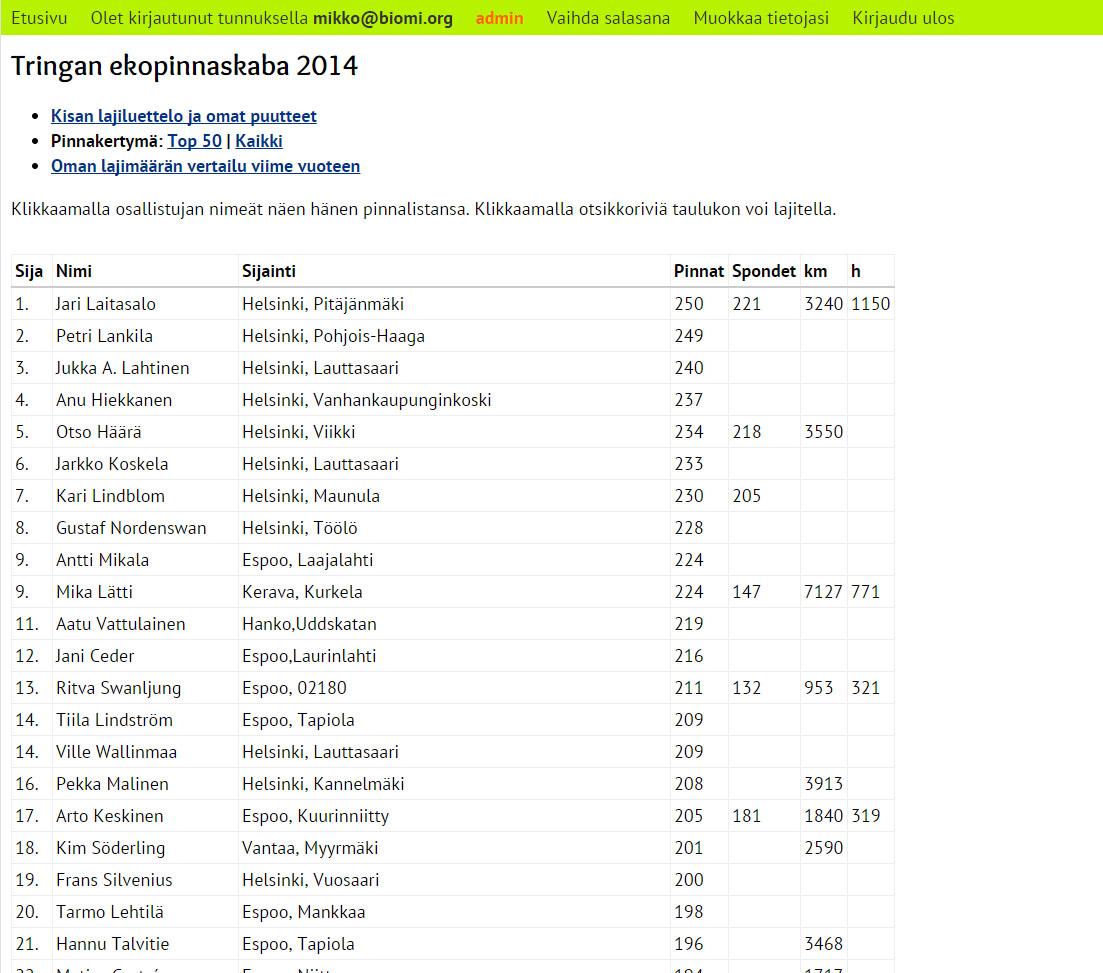 Etusivu Olet kirjautunut tunnuksella mikko@biomi.org admin Vaihda salasana Muokkaa tietojasi Kirjaudu ulos
Tringan ekopinnaskaba 2014
Kisan lajiluettelo ja omat puutteet
Pinnakertymä: Top 50 | Kaikki
Oman lajimäärän vertailu viime vuoteen
Klikkaamalla osallistujan nimeät näen hänen pinnalistansa. Klikkaamalla otsikkoriviä taulukon voi lajitella.
Sija Nimi Sijainti Pinnat Spondet km h
1. Jari Laitasalo Helsinki, Pitäjänmäki 250 221 3240 1150
2. Petri Lankila Helsinki, Pohjois-Haaga 249
3. Jukka A. Lahtinen Helsinki, Lauttasaari 240
4. Anu Hiekkanen Helsinki, Vanhankaupunginkoski 237
5. Otso Häärä Helsinki, Viikki 234 218 3550
6. Jarkko Koskela Helsinki, Lauttasaari 233
7. Kari Lindblom Helsinki, Maunula 230 205
8. Gustaf Nordenswan Helsinki, Töölö 228
9. Antti Mikala Espoo, Laajalahti 224
9. Mika Lätti Kerava, Kurkela 224 147 7127 771
11. Aatu Vattulainen Hanko,Uddskatan 219
12. Jani Ceder Espoo,Laurinlahti 216
13. Ritva Swanljung Espoo, 02180 211 132 953 321
14. Tiila Lindström Espoo, Tapiola 209
14. Ville Wallinmaa Helsinki, Lauttasaari 209
16. Pekka Malinen Helsinki, Kannelmäki 208 3913
17. Arto Keskinen Espoo, Kuurinniitty 205 181 1840 319
18. Kim Söderling Vantaa, Myyrmäki 201 2590
19. Frans Silvenius Helsinki, Vuosaari 200
20. Tarmo Lehtilä Espoo, Mankkaa 198
21. Hannu Talvitie Espoo, Tapiola 196 3468